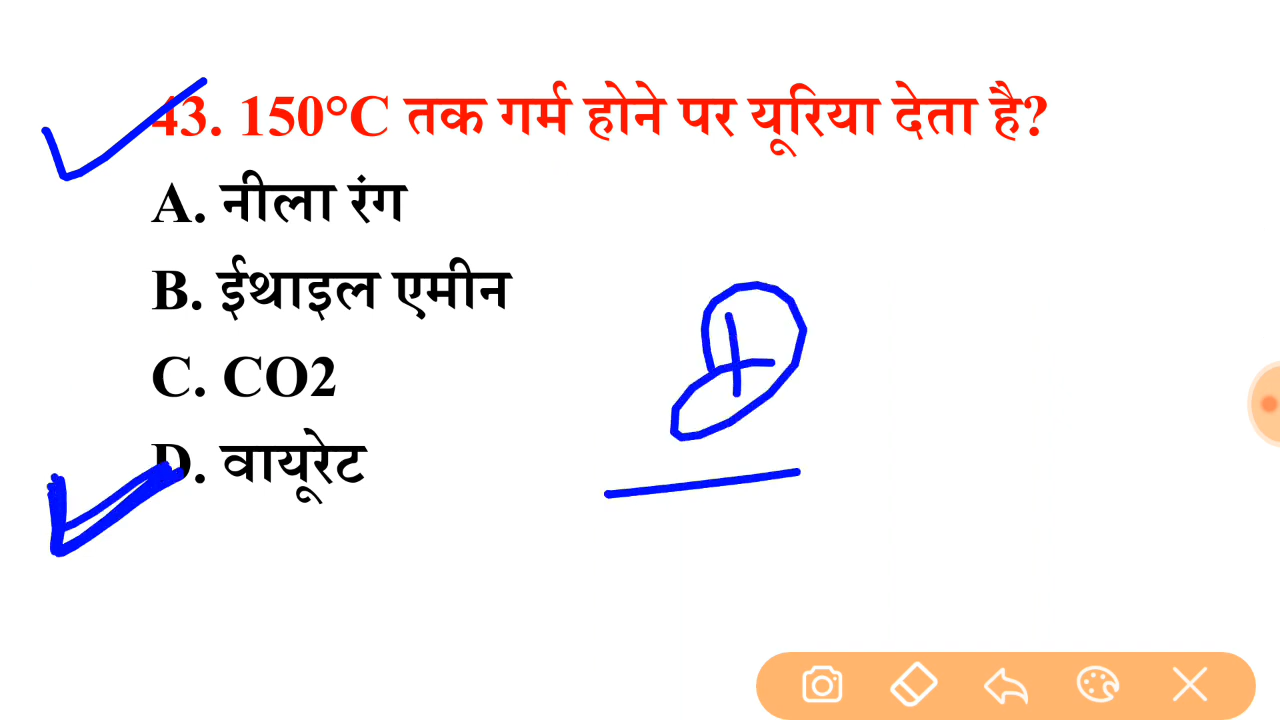 43. 150°C तक गर्म होने पर यूरिया देता है?
A. नीला रंग
B. ईथाइल एमीन
C. CO2
D. वायूरेट